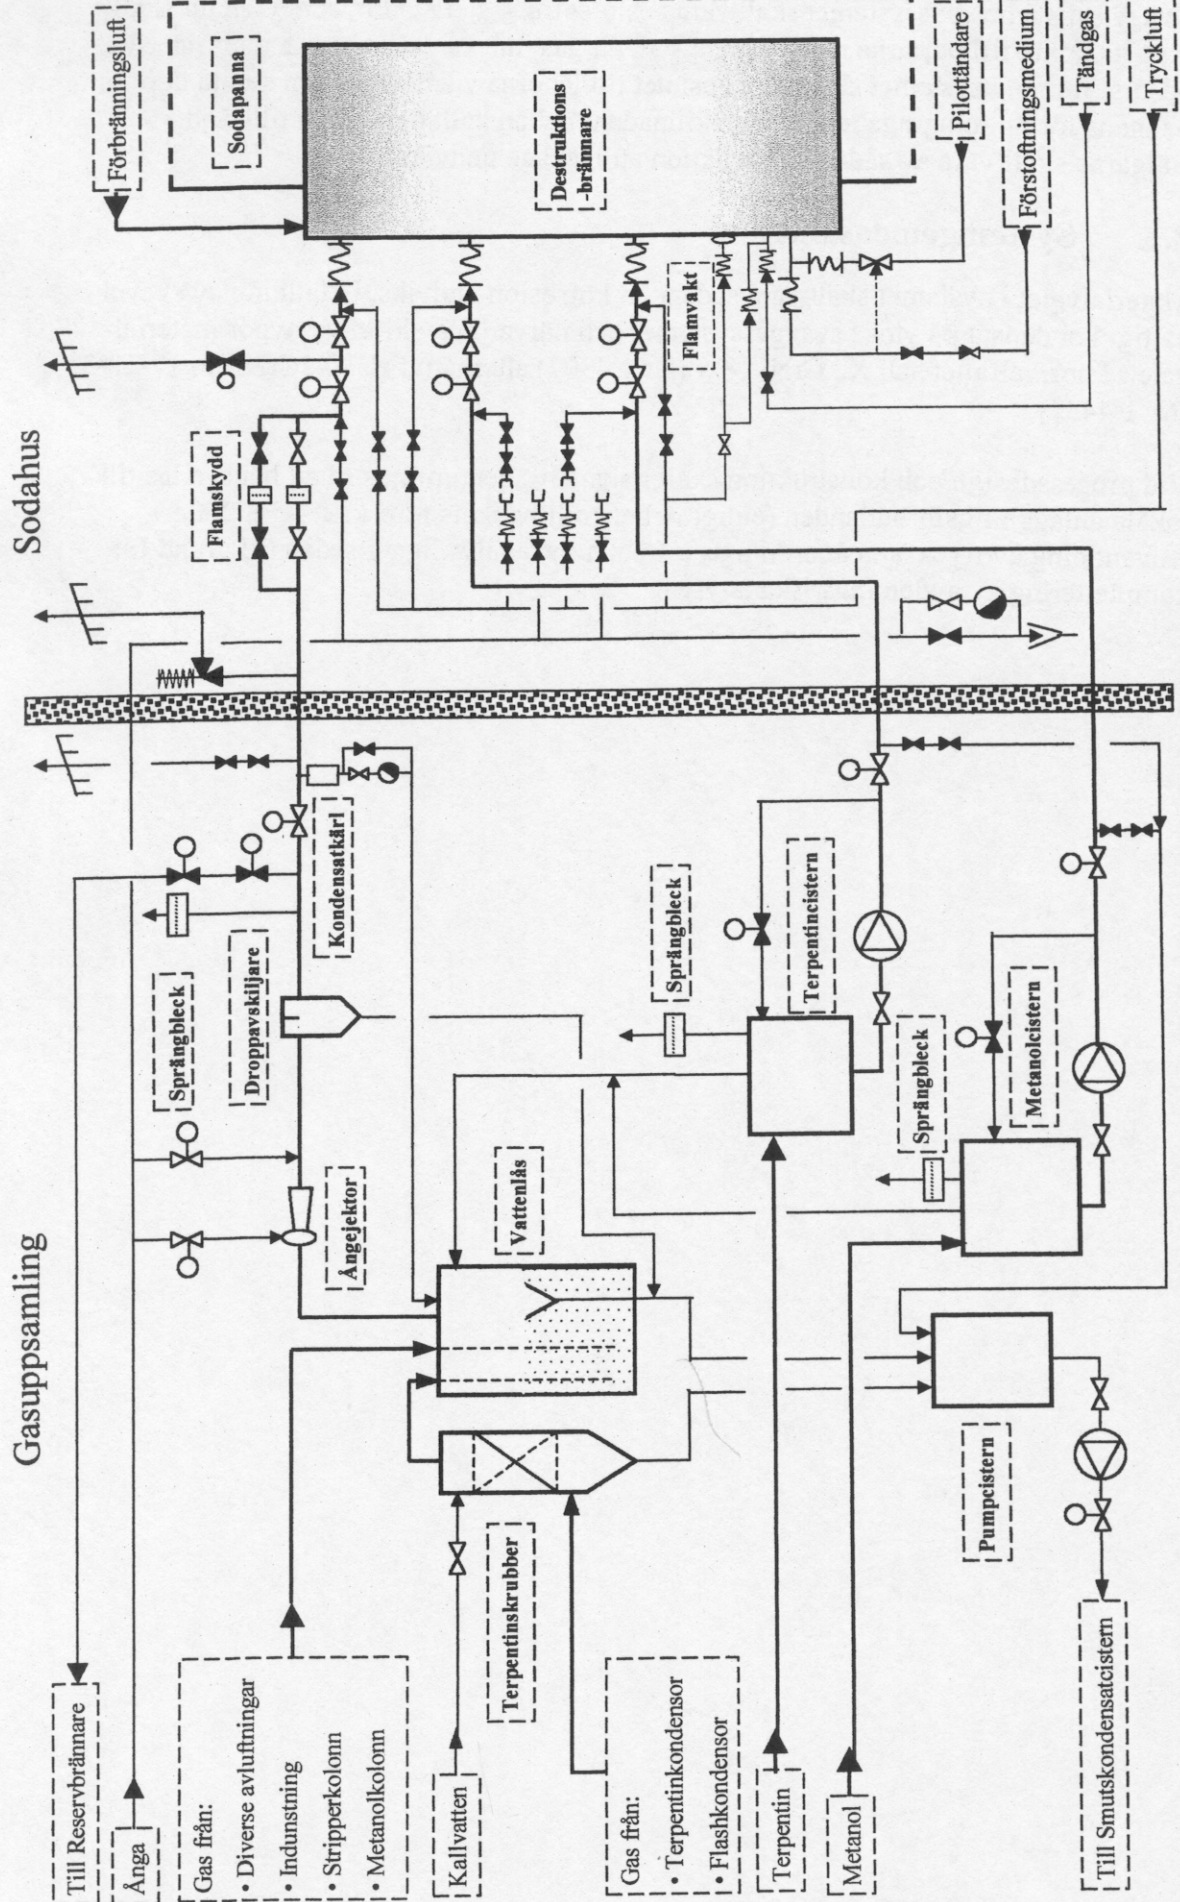 Gasuppsamling
Sodahus
Till Reservbrännare
Ånga
Gas från:
• Diverse avluftningar
• Indunstning
• Stripperkolonn
• Metanolkolonn
Kallvatten
Terpentinskrubber
Gas från:
• Terpentinkondensor
• Flashkondensor
Terpentin
Metanol
Till Smutskondensatcistern
Pumpcistern
Sprängbleck
Droppavskiljare
Ångejektor
Vattenlås
Kondensatkärl
Sprängbleck
Terpentincistern
Sprängbleck
Metanolcistern
Flamskydd
Förbränningsluft
Sodapanna
Destruktions
-brännare
Flamvakt
Pilottändare
Förstoftningsmedium
Tändgas
Tryckluft